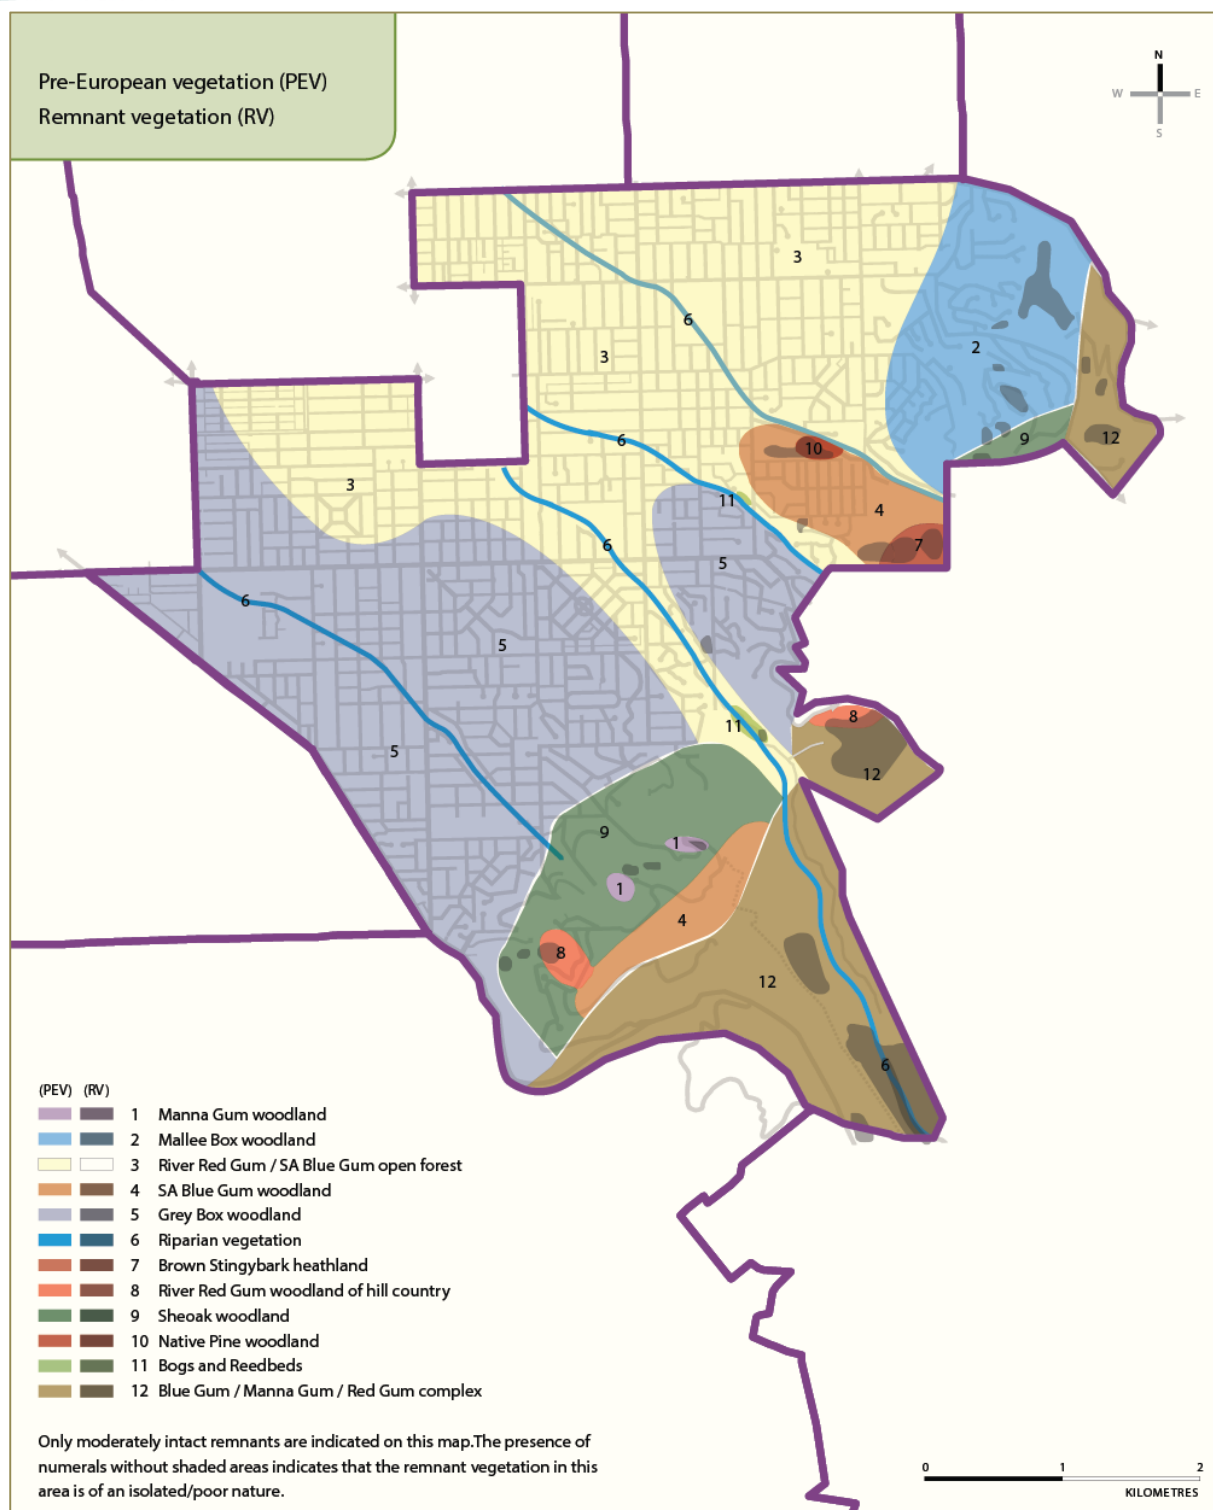 Pre-European vegetation (PEV)
Remnant vegetation (RV)
N
W E
S
3
6
3
2
6
10
9
12
3
11
4
6
7
5
6
5
11
8
5
12
9
1
1
4
8
12
6
(PEV) (RV)
1 Manna Gum woodland
2 Mallee Box woodland
3 River Red Gum / SA Blue Gum open forest
4 SA Blue Gum woodland
5 Grey Box woodland
6 Riparian vegetation
7 Brown Stingybark heathland
8 River Red Gum woodland of hill country
9 Sheoak woodland
10 Native Pine woodland
11 Bogs and Reedbeds
12 Blue Gum / Manna Gum / Red Gum complex
Only moderately intact remnants are indicated on this map.The presence of
numerals without shaded areas indicates that the remnant vegetation in this
area is of an isolated/poor nature.
0 1 2
KILOMETRES